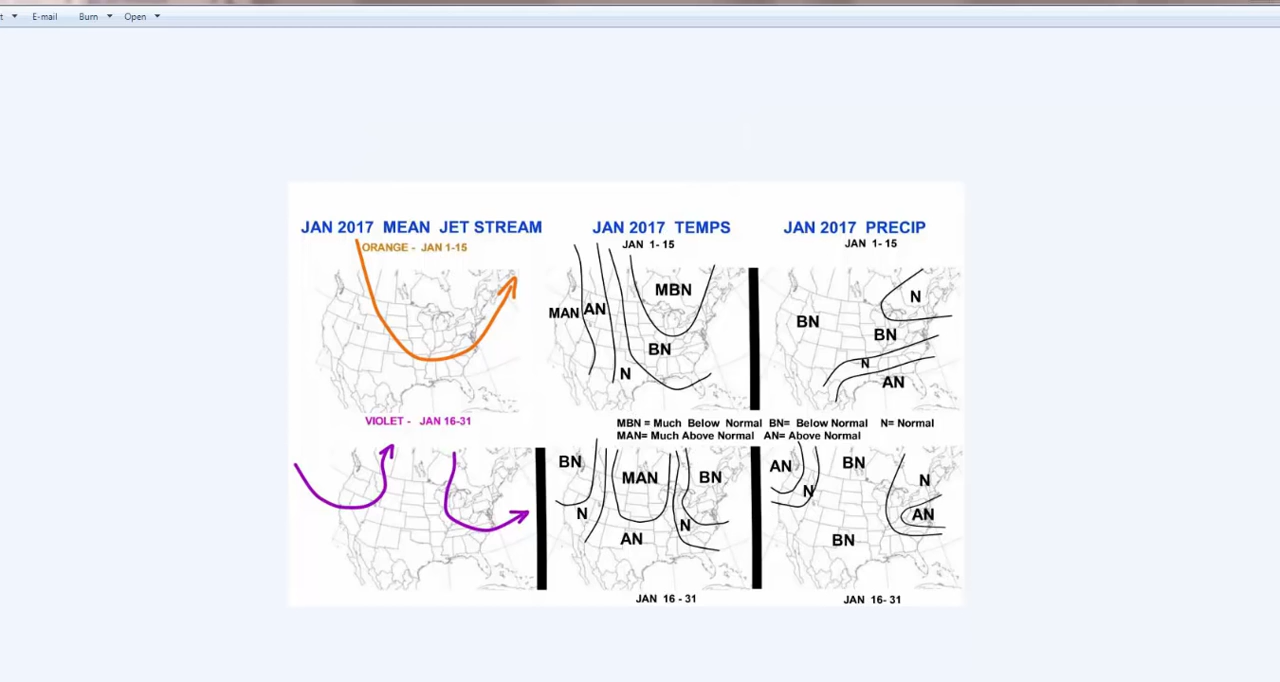 t E-mail Burn Open
JAN 2017 MEAN JET STREAM
ORANGE - JAN 1-15
JAN 2017 TEMPS
JAN 1- 15
MBN
MAN AN
BN
N
JAN 2017 PRECIP
JAN 1- 15
N
BN
BN
N
AN
MBN= Much Below Normal BN= Below Normal N= Normal
MAN= Much Above Normal AN= Above Normal
VIOLET - JAN 16-31
BN
MAN
BN
N
N
AN
JAN 16 - 31
AN
BN
N
N
AN
BN
JAN 16- 31